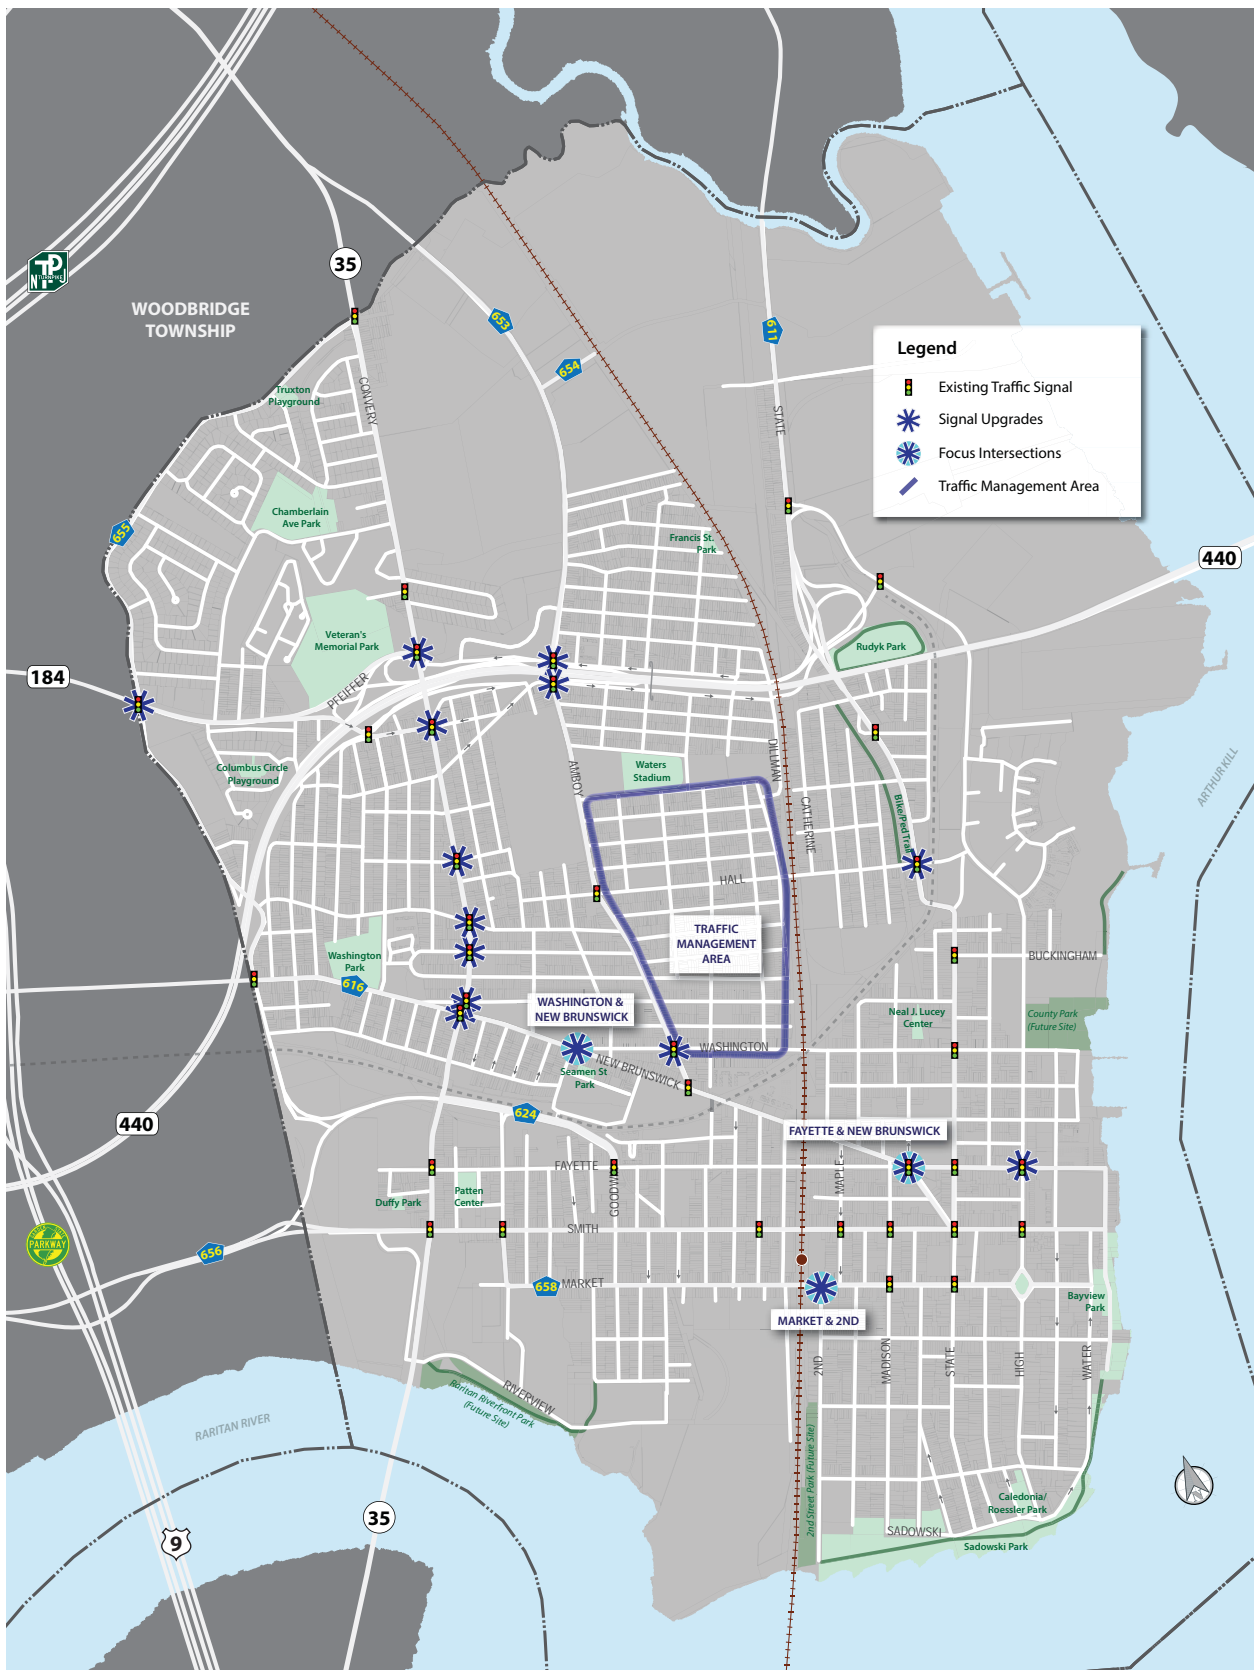 35
653
611
654
NJ
TP
TURNPIKE
WOODBRIDGE
TOWNSHIP
Legend
Existing Traffic Signal
Signal Upgrades
Focus Intersections
Traffic Management Area
Truxton
Playground
CONVERY
STATE
Chamberlain
Ave Park
655
Francis St.
Park
440
Veteran's
Memorial Park
Rudyk Park
184
PFEIFFER
Columbus Circle
Playground
AMBOY
Waters
Stadium
DILLMAN
CATHERINE
Bike/Ped Trail
ARTHUR KILL
HALL
TRAFFIC
MANAGEMENT
AREA
Washington
Park
616
BUCKINGHAM
WASHINGTON &
NEW BRUNSWICK
Neal J. Lucey
Center
County Park
(Future Site)
WASHINGTON
NEW BRUNSWICK
Seamen St
Park
440
624
FAYETTE & NEW BRUNSWICK
FAYETTE
GOODWIN
MAPLE
Duffy Park
Patten
Center
SMITH
PARKWAY
656
658
MARKET
Bayview
Park
MARKET & 2ND
2ND
MADISON
STATE
HIGH
WATER
RIVERVIEW
Raritan Riverfront Park
(Future Site)
RARITAN RIVER
2nd Street Park (Future Site)
Caledonia/
Roessler Park
SADOWSKI
Sadowski Park
35
9